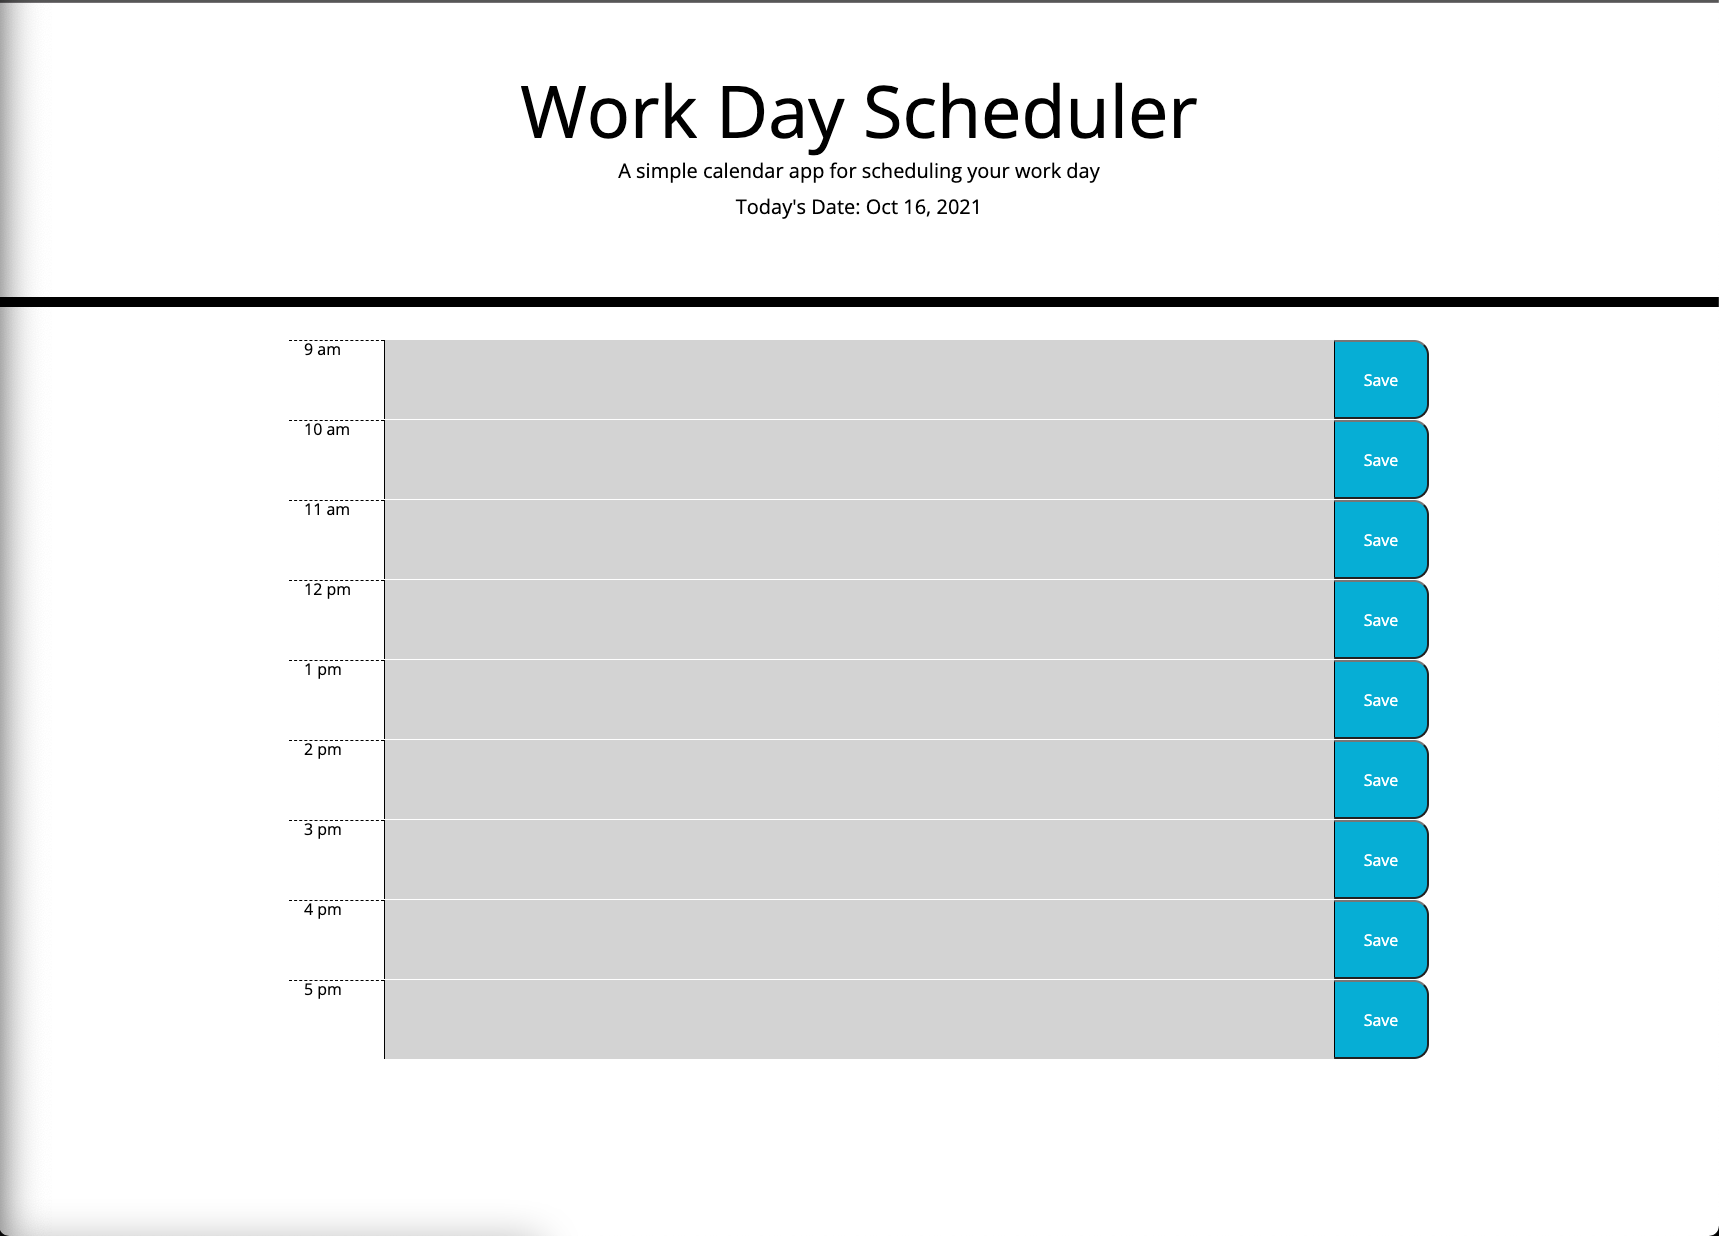 Work Day Scheduler
A simple calendar app for scheduling your work day
Today's Date: Oct 16, 2021
9 am
Save
10 am
Save
11 am
Save
12 pm
Save
1 pm
Save
2 pm
Save
3 pm
Save
4 pm
Save
5 pm
Save